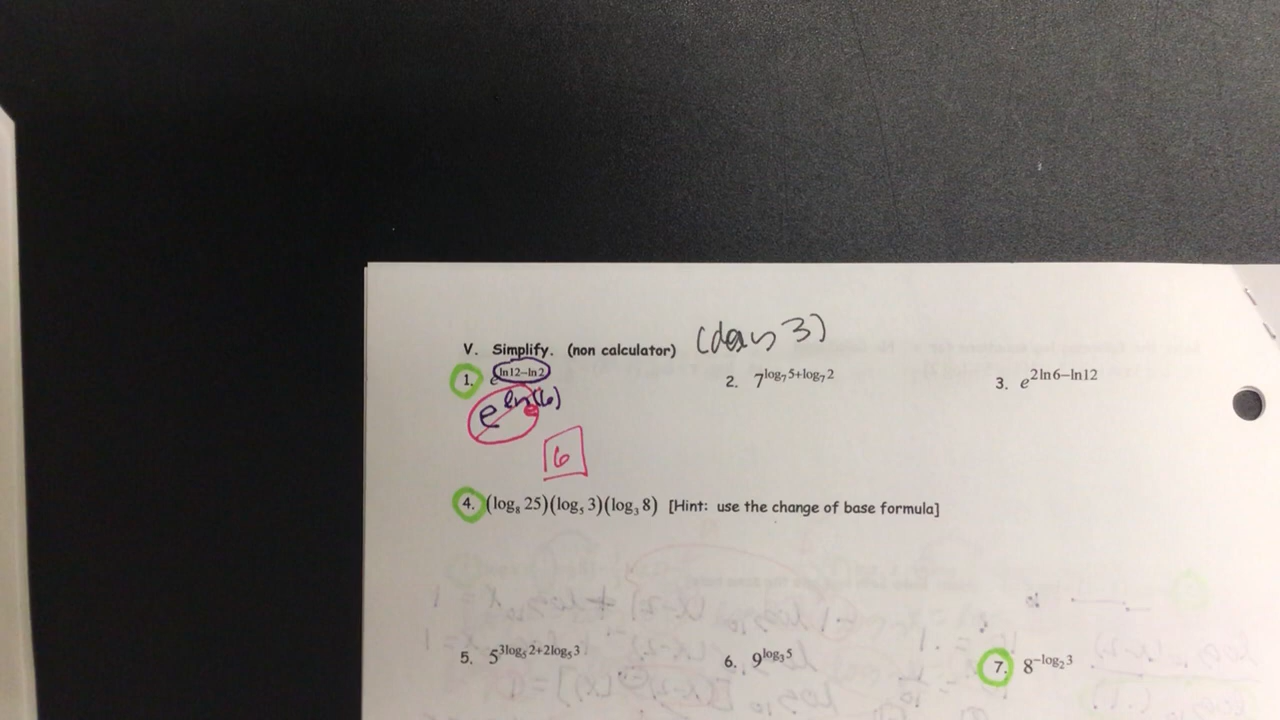 V. Simplify. (non calculator) (day 3)
1. e^{ln12-ln2}
2. 7^{log₇5+log₇2}
3. e^{2ln6-ln12}
e^{ln(6)}
6
4. (log₈ 25)(log₅ 3)(log₃ 8) [Hint: use the change of base formula]
5. 5^{3log₅2+2log₅3}
6. 9^{log₃5}
7. 8^{-log₂3}